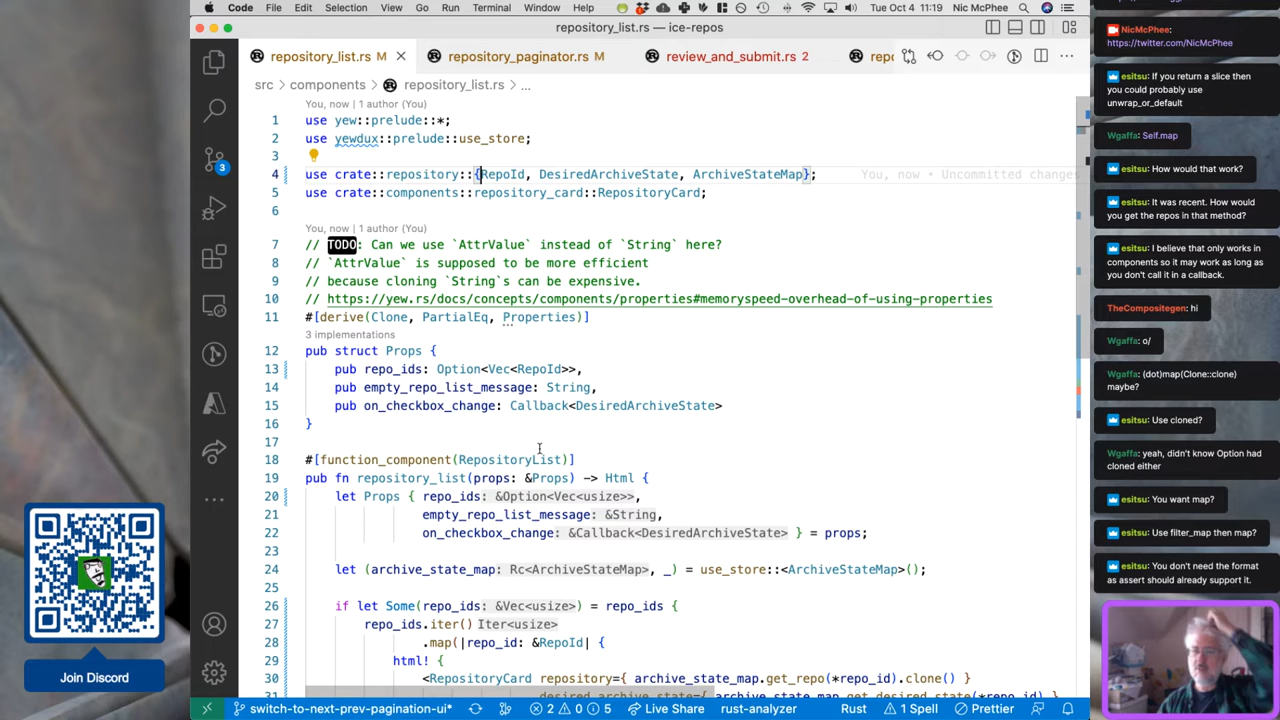 Code File Edit Selection View Go Run Terminal Window Help Tue Oct 4 11:19 Nic McPhee
repository_list.rs — ice-repos
repository_list.rs M repository_paginator.rs M review_and_submit.rs 2 repo
src > components > repository_list.rs > ...
You, now | 1 author (You)
1 use yew::prelude::*;
2 use yewdux::prelude::use_store;
3
4 use crate::repository::{RepoId, DesiredArchiveState, ArchiveStateMap}; You, now • Uncommitted changes
5 use crate::components::repository_card::RepositoryCard;
6
You, now | 1 author (You)
7 // TODO: Can we use `AttrValue` instead of `String` here?
8 // `AttrValue` is supposed to be more efficient
9 // because cloning `String`s can be expensive.
10 // https://yew.rs/docs/concepts/components/properties#memoryspeed-overhead-of-using-properties
11 #[derive(Clone, PartialEq, Properties)]
3 implementations
12 pub struct Props {
13 pub repo_ids: Option<Vec<RepoId>>,
14 pub empty_repo_list_message: String,
15 pub on_checkbox_change: Callback<DesiredArchiveState>
16 }
17
18 #[function_component(RepositoryList)]
19 pub fn repository_list(props: &Props) -> Html {
20 let Props { repo_ids: &Option<Vec<usize>>,
21 empty_repo_list_message: &String,
22 on_checkbox_change: &Callback<DesiredArchiveState> } = props;
23
24 let (archive_state_map: Rc<ArchiveStateMap>, _) = use_store::<ArchiveStateMap>();
25
26 if let Some(repo_ids: &Vec<usize>) = repo_ids {
27 repo_ids.iter() Iter<usize>
28 .map(|repo_id: &RepoId| {
29 html! {
30 <RepositoryCard repository={ archive_state_map.get_repo(*repo_id).clone() }
31 desired_archive_state={ archive_state_map.get_desired_state(*repo_id)
3
switch-to-next-prev-pagination-ui* 2 0 5 Live Share rust-analyzer Rust 1 Spell Prettier
Join Discord
NicMcPhee:
https://twitter.com/NicMcPhee
esitsu: If you return a slice then
you could probably use
unwrap_or_default
Wgaffa: Self.map
esitsu: How would that work?
esitsu: It was recent. How would
you get the repos in that method?
esitsu: I believe that only works in
components so it may work as long as
you don't call it in a callback.
TheCompositegen: hi
Wgaffa: o/
Wgaffa: (dot)map(Clone::clone)
maybe?
esitsu: Use cloned?
Wgaffa: yeah, didn't know Option had
cloned either
esitsu: You want map?
esitsu: Use filter_map then map?
esitsu: You don't need the format
as assert should already support it.